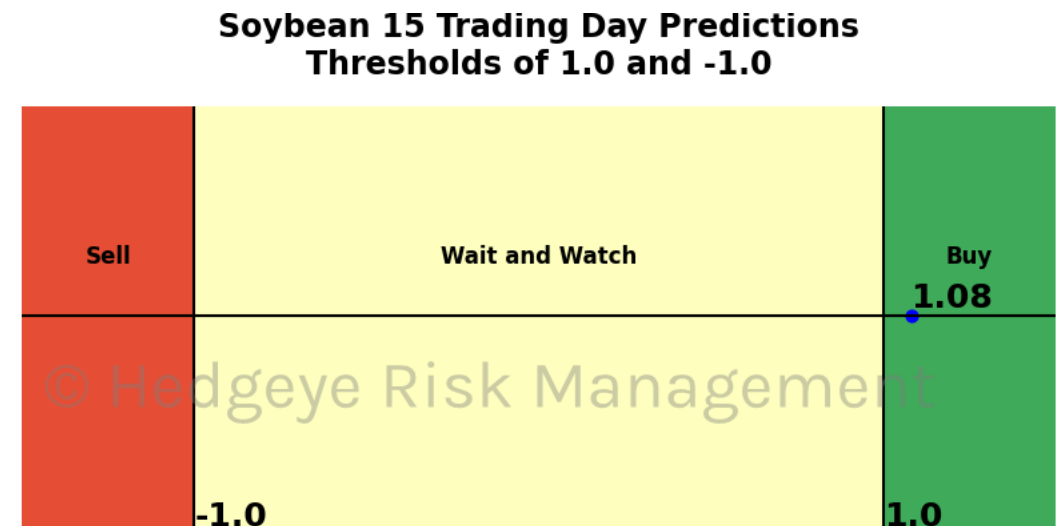 Soybean 15 Trading Day Predictions
Thresholds of 1.0 and -1.0
Sell
Wait and Watch
Buy
1.08
© Hedgeye Risk Management
-1.0
1.0